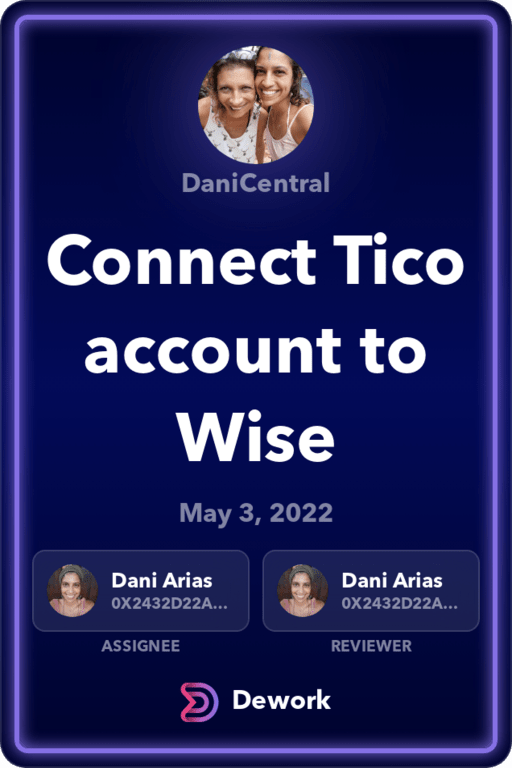 DaniCentral
Connect Tico
account to
Wise
May 3, 2022
Dani Arias
0X2432D22A...
ASSIGNEE
Dani Arias
0X2432D22A...
REVIEWER
Dework